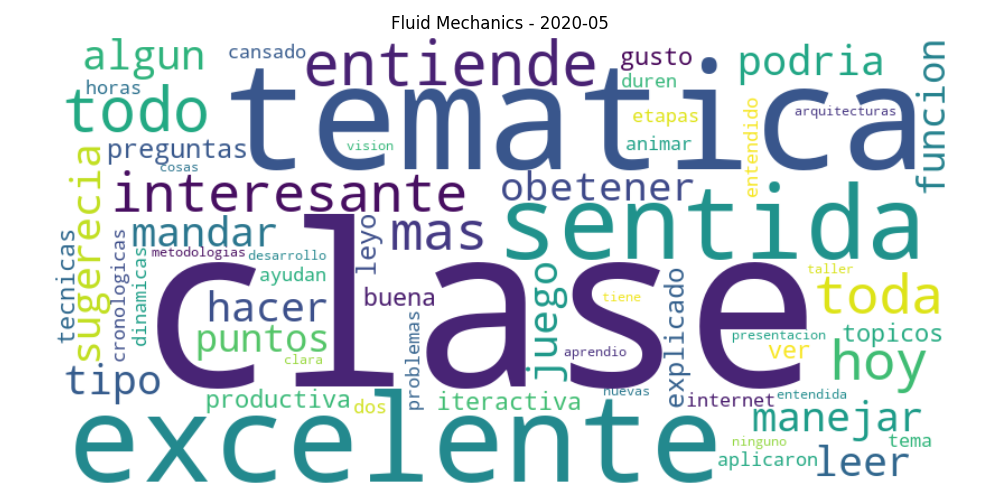 Fluid Mechanics - 2020-05
algun
cansado
entiende
gusto
podria
funcion
horas
duren
todo
tematica
etapas
entendido
arquitecturas
preguntas
vision
animar
cosas
sugerecia
interesante
obetener
sentida
tecnicas
cronologicas
dinamicas
mandar
leyo
mas
metodologias
desarrollo
clase
ayudan
juego
explicado
taller
toda
hacer
buena
tiene
puntos
problemas
presentacion
topicos
clara
aprendio
ver
hoy
tipo
productiva
dos
iteractiva
nuevas
internet
entendida
excelente
manejar
ninguno
tema
aplicaron
leer